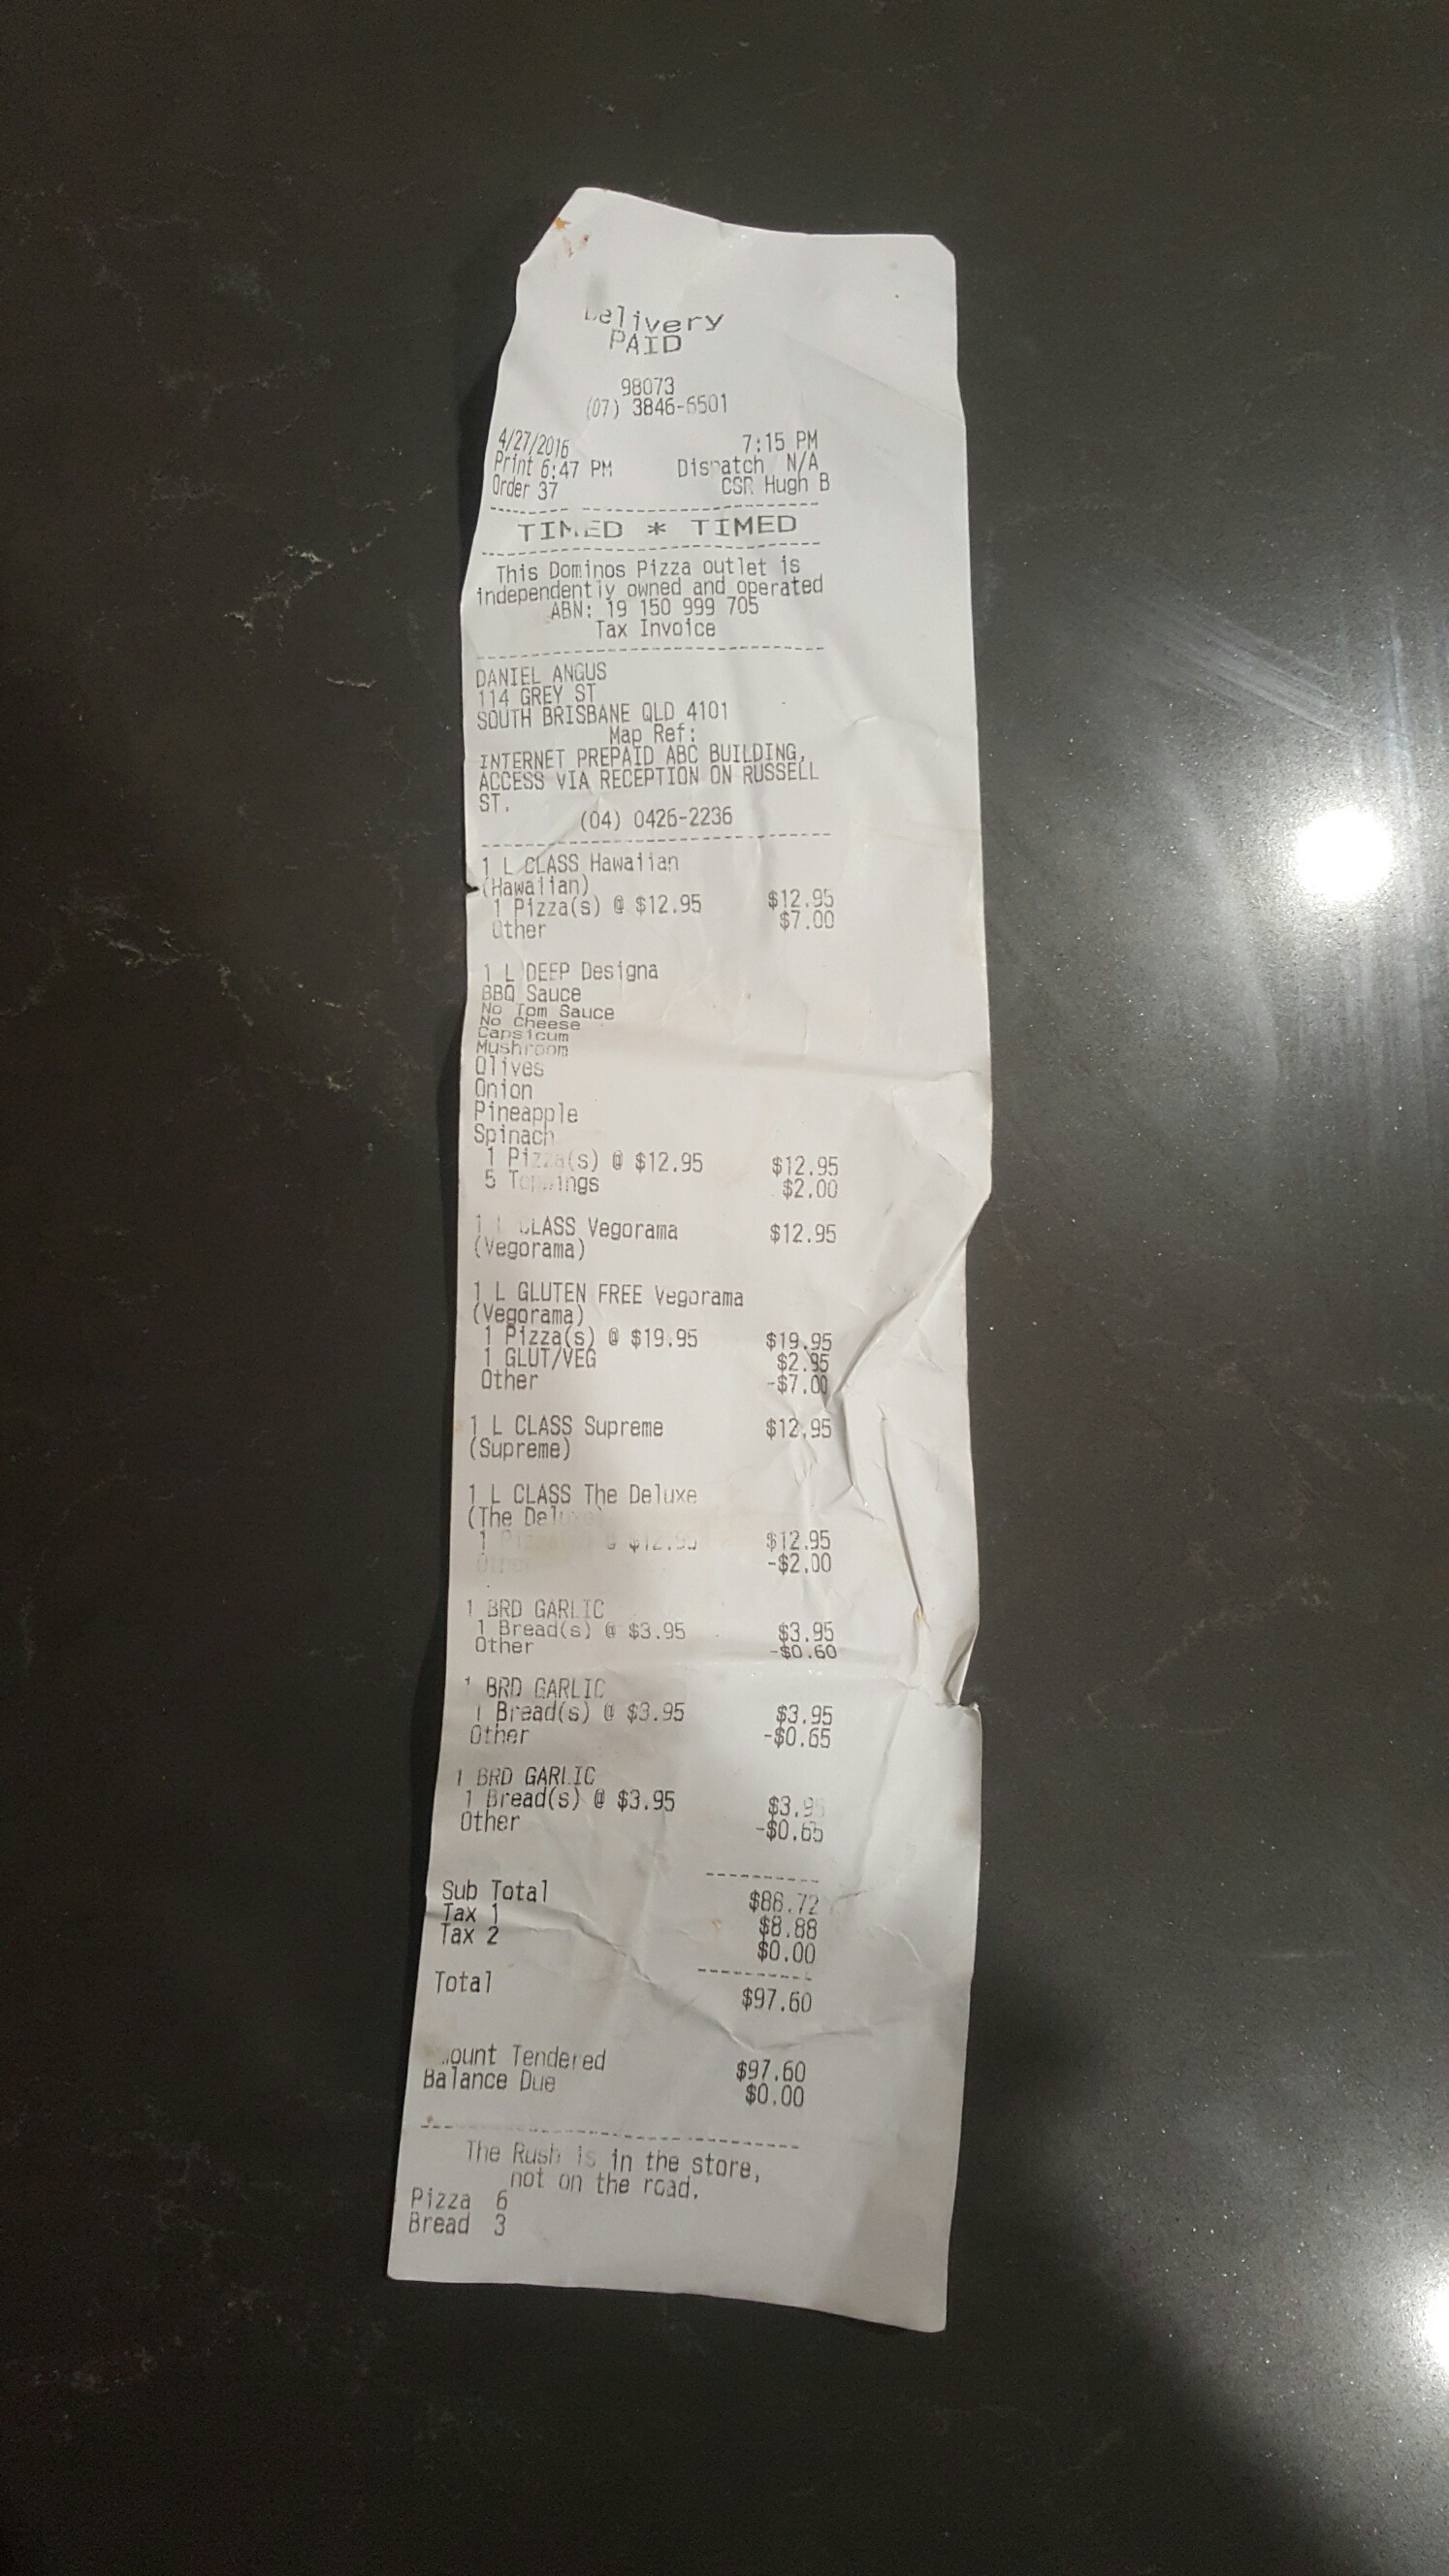 Delivery
PAID
98073
(07) 3846-6501
4/27/2016 7:15 PM
Print 6:47 PM Dispatch N/A
Order 37 CSR Hugh B
TIMED * TIMED
This Dominos Pizza outlet is
independently owned and operated
ABN: 19 150 999 705
Tax Invoice
DANIEL ANGUS
114 GREY ST
SOUTH BRISBANE QLD 4101
Map Ref:
INTERNET PREPAID ABC BUILDING,
ACCESS VIA RECEPTION ON RUSSELL
ST.
(04) 0426-2236
1 L CLASS Hawaiian
(Hawaiian)
1 Pizza(s) @ $12.95 $12.95
Other $7.00
1 L DEEP Designa
BBQ Sauce
No Tom Sauce
No Cheese
Capsicum
Mushroom
Olives
Onion
Pineapple
Spinach
1 Pizza(s) @ $12.95 $12.95
5 Toppings $2.00
1 L CLASS Vegorama $12.95
(Vegorama)
1 L GLUTEN FREE Vegorama
(Vegorama)
1 Pizza(s) @ $19.95 $19.95
1 GLUT/VEG $2.95
Other -$7.00
1 L CLASS Supreme $12.95
(Supreme)
1 L CLASS The Deluxe
(The Deluxe)
1 Pizza(s) @ $12.95 $12.95
Other -$2.00
1 BRD GARLIC
1 Bread(s) @ $3.95 $3.95
Other -$0.60
1 BRD GARLIC
1 Bread(s) @ $3.95 $3.95
Other -$0.65
1 BRD GARLIC
1 Bread(s) @ $3.95 $3.95
Other -$0.65
Sub Total $86.72
Tax 1 $8.88
Tax 2 $0.00
Total $97.60
Tendered $97.60
Balance Due $0.00
The Rush is in the store,
not on the road.
Pizza 6
Bread 3